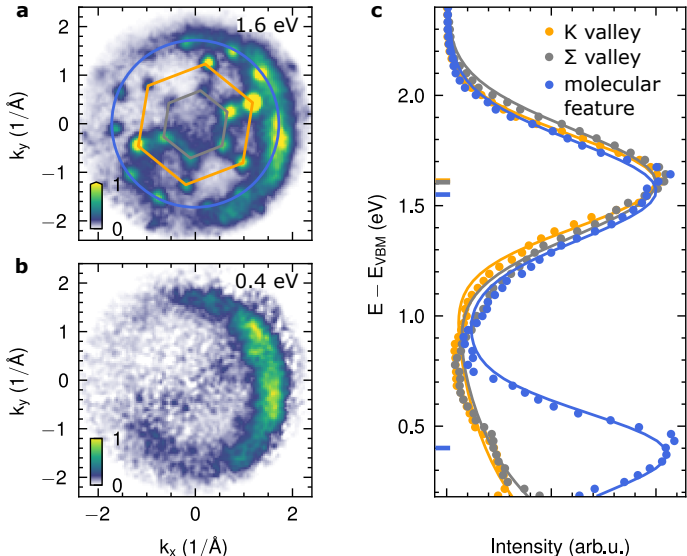 a
1.6 eV
2
1
0
−1
−2
k_y (1/Å)
1
0
b
0.4 eV
2
1
0
−1
−2
k_y (1/Å)
1
0
−2
0
2
k_x (1/Å)
c
K valley
Σ valley
molecular
feature
2.0
1.5
1.0
0.5
E − E_VBM (eV)
Intensity (arb.u.)